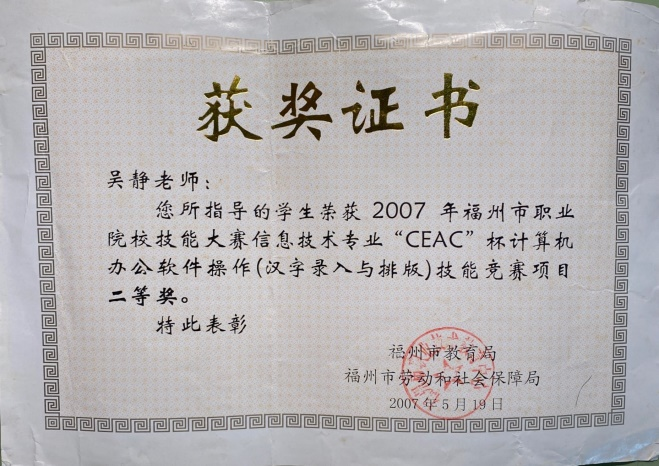 获奖证书
吴静老师：
您所指导的学生荣获 2007 年福州市职业
院校技能大赛信息技术专业“CEAC”杯计算机
办公软件操作(汉字录入与排版)技能竞赛项目
二等奖。
特此表彰
福州市教育局
福州市劳动和社会保障局
2007年5月19日